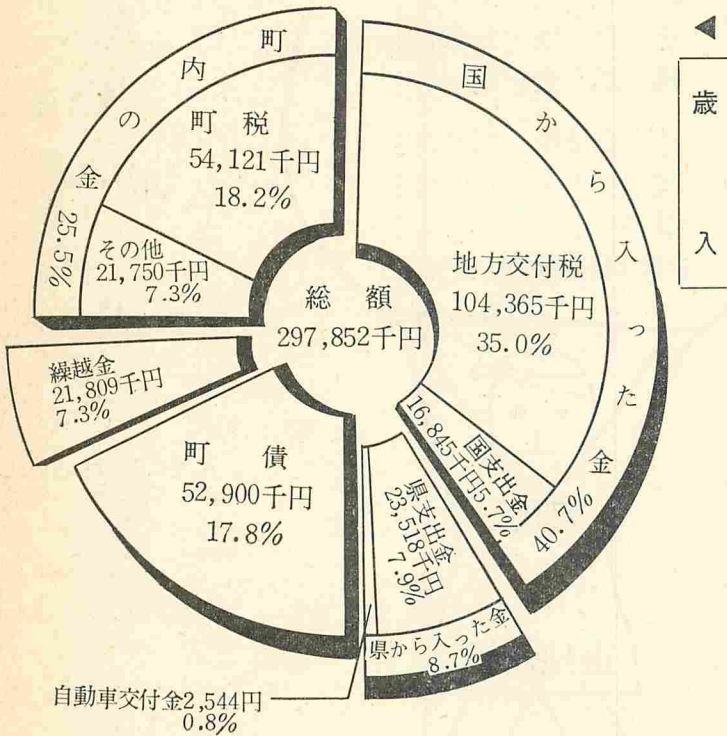 歳入
国から入った金
40.7%
地方交付税
104,365千円
35.0%
国支出金
16,845千円5.7%
県から入った金
8.7%
県支出金
23,518千円
7.9%
自動車交付金2,544円
0.8%
町債
52,900千円
17.8%
繰越金
21,809千円
7.3%
町内の金
25.5%
町税
54,121千円
18.2%
その他
21,750千円
7.3%
総額
297,852千円